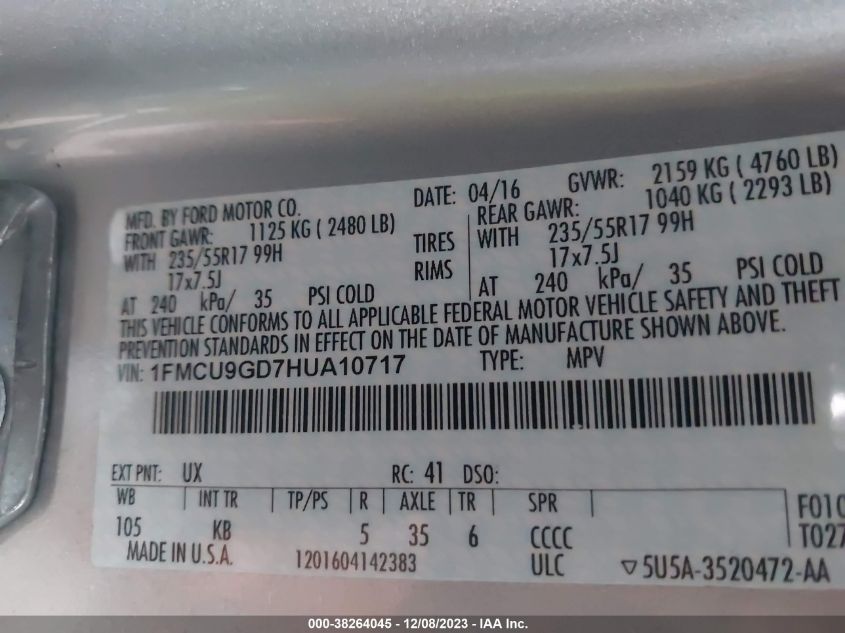 MFD. BY FORD MOTOR CO. DATE: 04/16 GVWR: 2159 KG ( 4760 LB)
FRONT GAWR: 1125 KG ( 2480 LB) REAR GAWR: 1040 KG ( 2293 LB)
WITH 235/55R17 99H TIRES WITH 235/55R17 99H
17x7.5J RIMS 17x7.5J
AT 240 kPa/ 35 PSI COLD AT 240 kPa/ 35 PSI COLD
THIS VEHICLE CONFORMS TO ALL APPLICABLE FEDERAL MOTOR VEHICLE SAFETY AND THEFT
PREVENTION STANDARDS IN EFFECT ON THE DATE OF MANUFACTURE SHOWN ABOVE.
VIN: 1FMCU9GD7HUA10717 TYPE: MPV
EXT PNT: UX RC: 41 DSO:
WB INT TR TP/PS R AXLE TR SPR F010
105 KB 5 35 6 CCCC T027
MADE IN U.S.A. 1201604142383 ULC ▽5U5A-3520472-AA
000-38264045 - 12/08/2023 - IAA Inc.